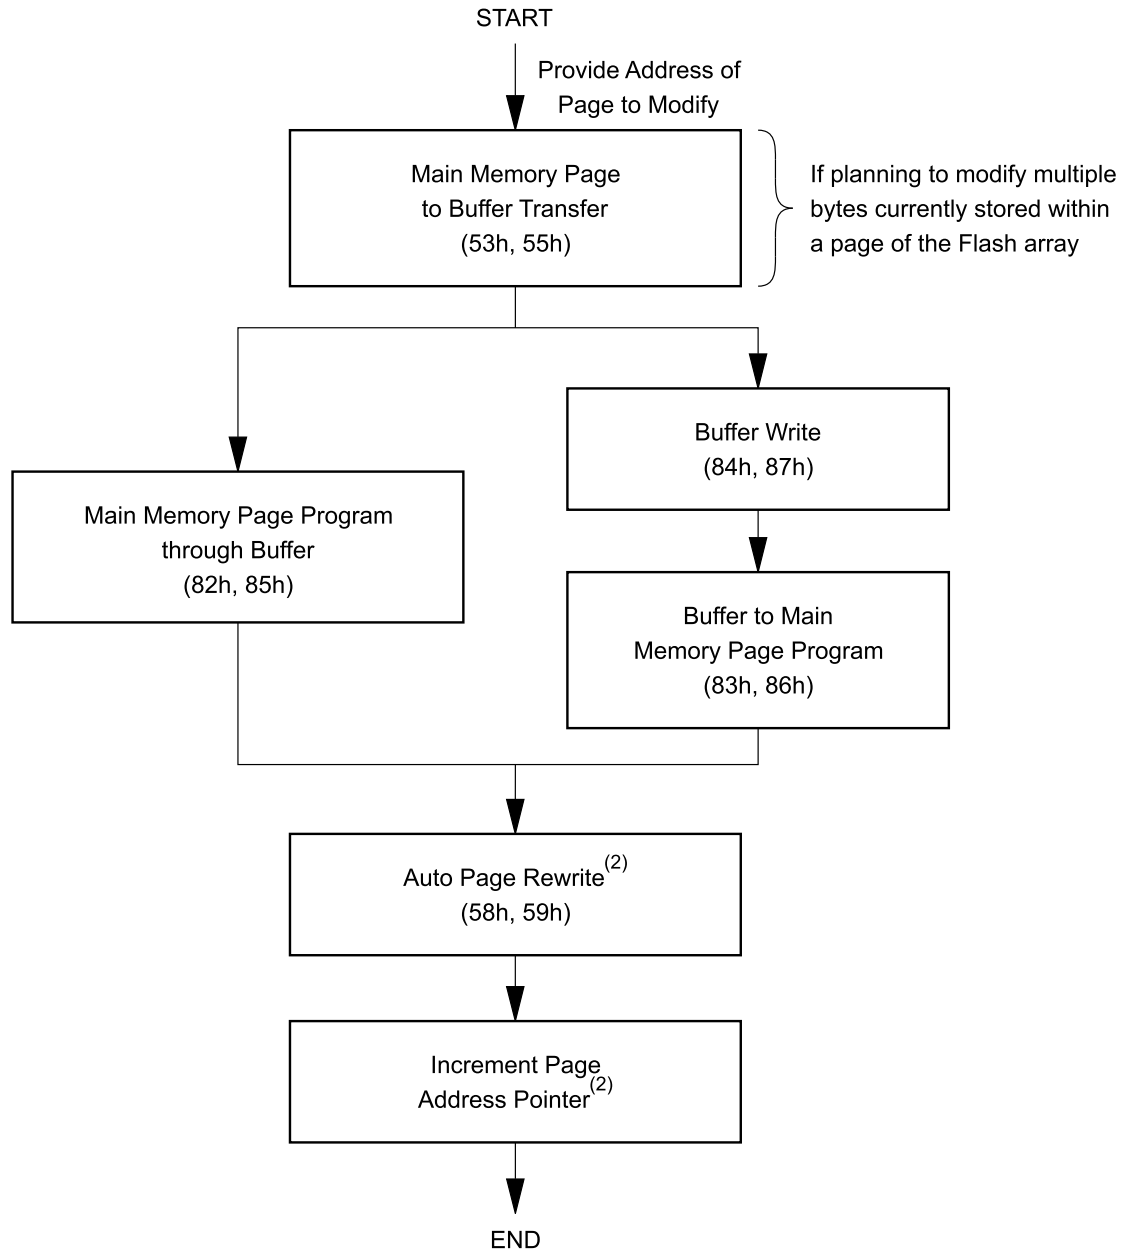 START
Provide Address of
Page to Modify
Main Memory Page
to Buffer Transfer
(53h, 55h)
If planning to modify multiple
bytes currently stored within
a page of the Flash array
Main Memory Page Program
through Buffer
(82h, 85h)
Buffer Write
(84h, 87h)
Buffer to Main
Memory Page Program
(83h, 86h)
Auto Page Rewrite(2)
(58h, 59h)
Increment Page
Address Pointer(2)
END